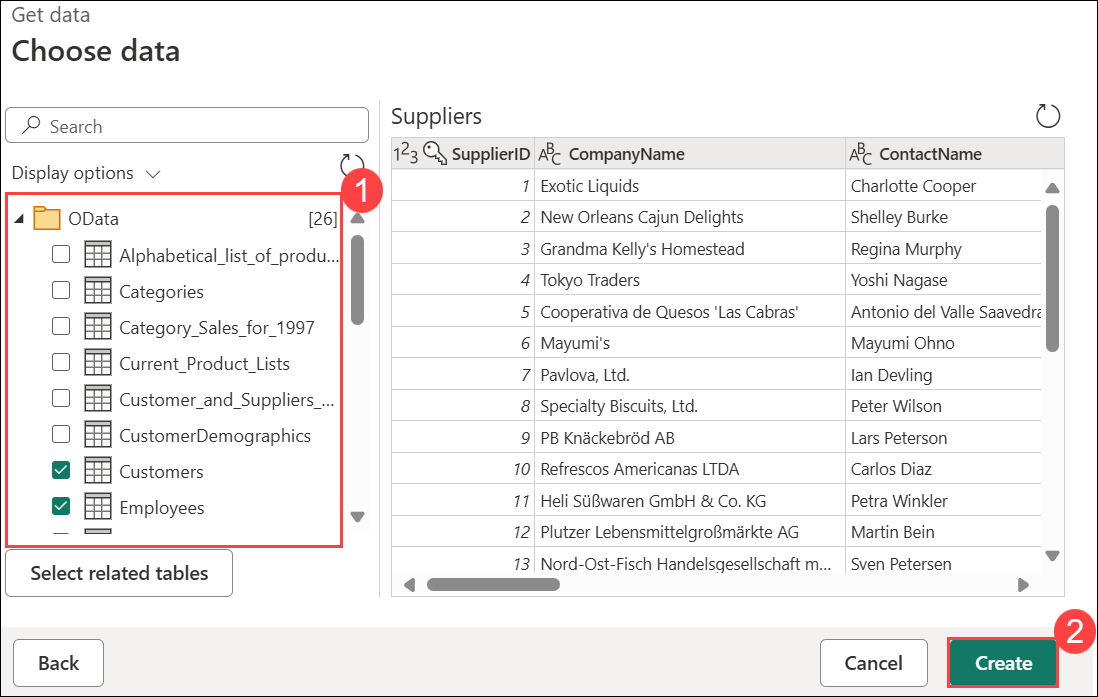 Get data
Choose data
Search
Display options
1
OData [26]
Alphabetical_list_of_produ...
Categories
Category_Sales_for_1997
Current_Product_Lists
Customer_and_Suppliers_...
CustomerDemographics
Customers
Employees
Select related tables
Suppliers
123 SupplierID ABC CompanyName ABC ContactName
1 Exotic Liquids Charlotte Cooper
2 New Orleans Cajun Delights Shelley Burke
3 Grandma Kelly's Homestead Regina Murphy
4 Tokyo Traders Yoshi Nagase
5 Cooperativa de Quesos 'Las Cabras' Antonio del Valle Saavedra
6 Mayumi's Mayumi Ohno
7 Pavlova, Ltd. Ian Devling
8 Specialty Biscuits, Ltd. Peter Wilson
9 PB Knäckebröd AB Lars Peterson
10 Refrescos Americanas LTDA Carlos Diaz
11 Heli Süßwaren GmbH & Co. KG Petra Winkler
12 Plutzer Lebensmittelgroßmärkte AG Martin Bein
13 Nord-Ost-Fisch Handelsgesellschaft m... Sven Petersen
2
Back Cancel Create